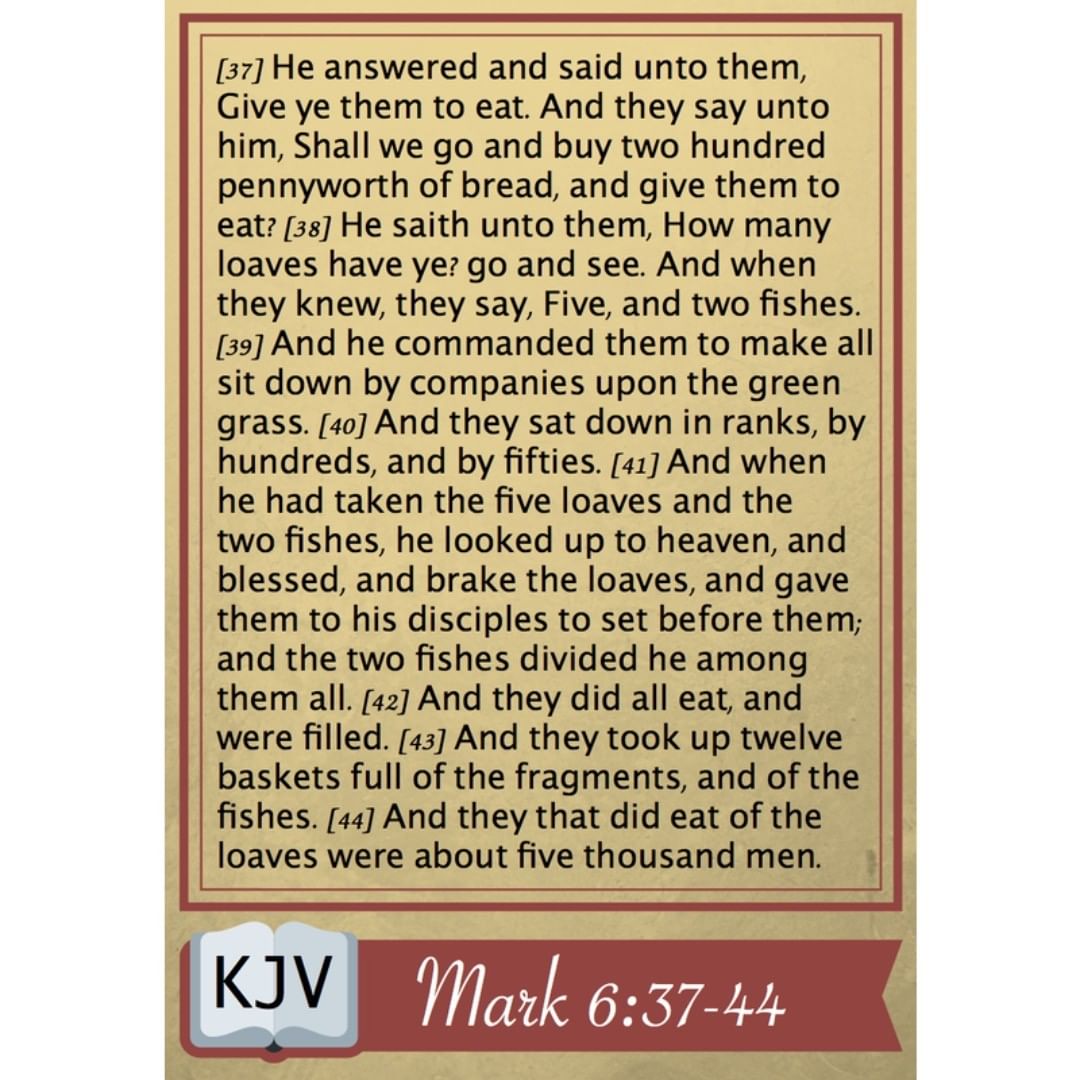 [37] He answered and said unto them,
Give ye them to eat. And they say unto
him, Shall we go and buy two hundred
pennyworth of bread, and give them to
eat? [38] He saith unto them, How many
loaves have ye? go and see. And when
they knew, they say, Five, and two fishes.
[39] And he commanded them to make all
sit down by companies upon the green
grass. [40] And they sat down in ranks, by
hundreds, and by fifties. [41] And when
he had taken the five loaves and the
two fishes, he looked up to heaven, and
blessed, and brake the loaves, and gave
them to his disciples to set before them;
and the two fishes divided he among
them all. [42] And they did all eat, and
were filled. [43] And they took up twelve
baskets full of the fragments, and of the
fishes. [44] And they that did eat of the
loaves were about five thousand men.
KJV
Mark 6:37-44